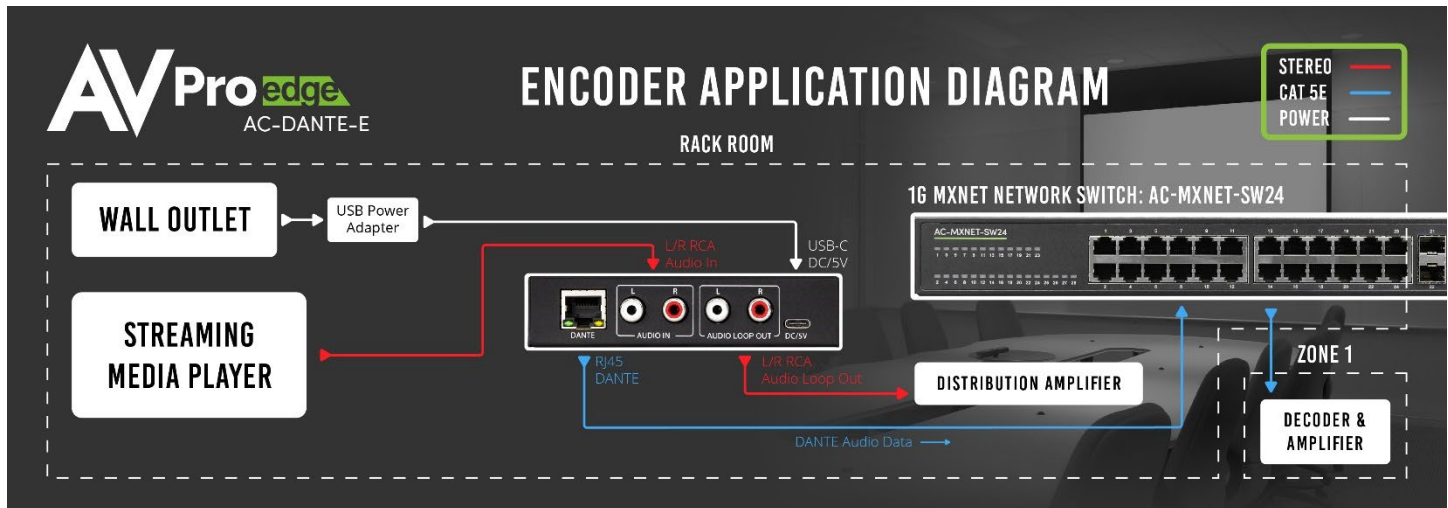 AVPro edge
AC-DANTE-E
ENCODER APPLICATION DIAGRAM
STEREO
CAT 5E
POWER
RACK ROOM
WALL OUTLET
USB Power
Adapter
L/R RCA
Audio In
USB-C
DC/5V
1G MXNET NETWORK SWITCH: AC-MXNET-SW24
AC-MXNET-SW24
STREAMING
MEDIA PLAYER
L R L R
DANTE AUDIO IN AUDIO LOOP OUT DC/5V
RJ45
DANTE
L/R RCA
Audio Loop Out
DISTRIBUTION AMPLIFIER
DANTE Audio Data
ZONE 1
DECODER &
AMPLIFIER